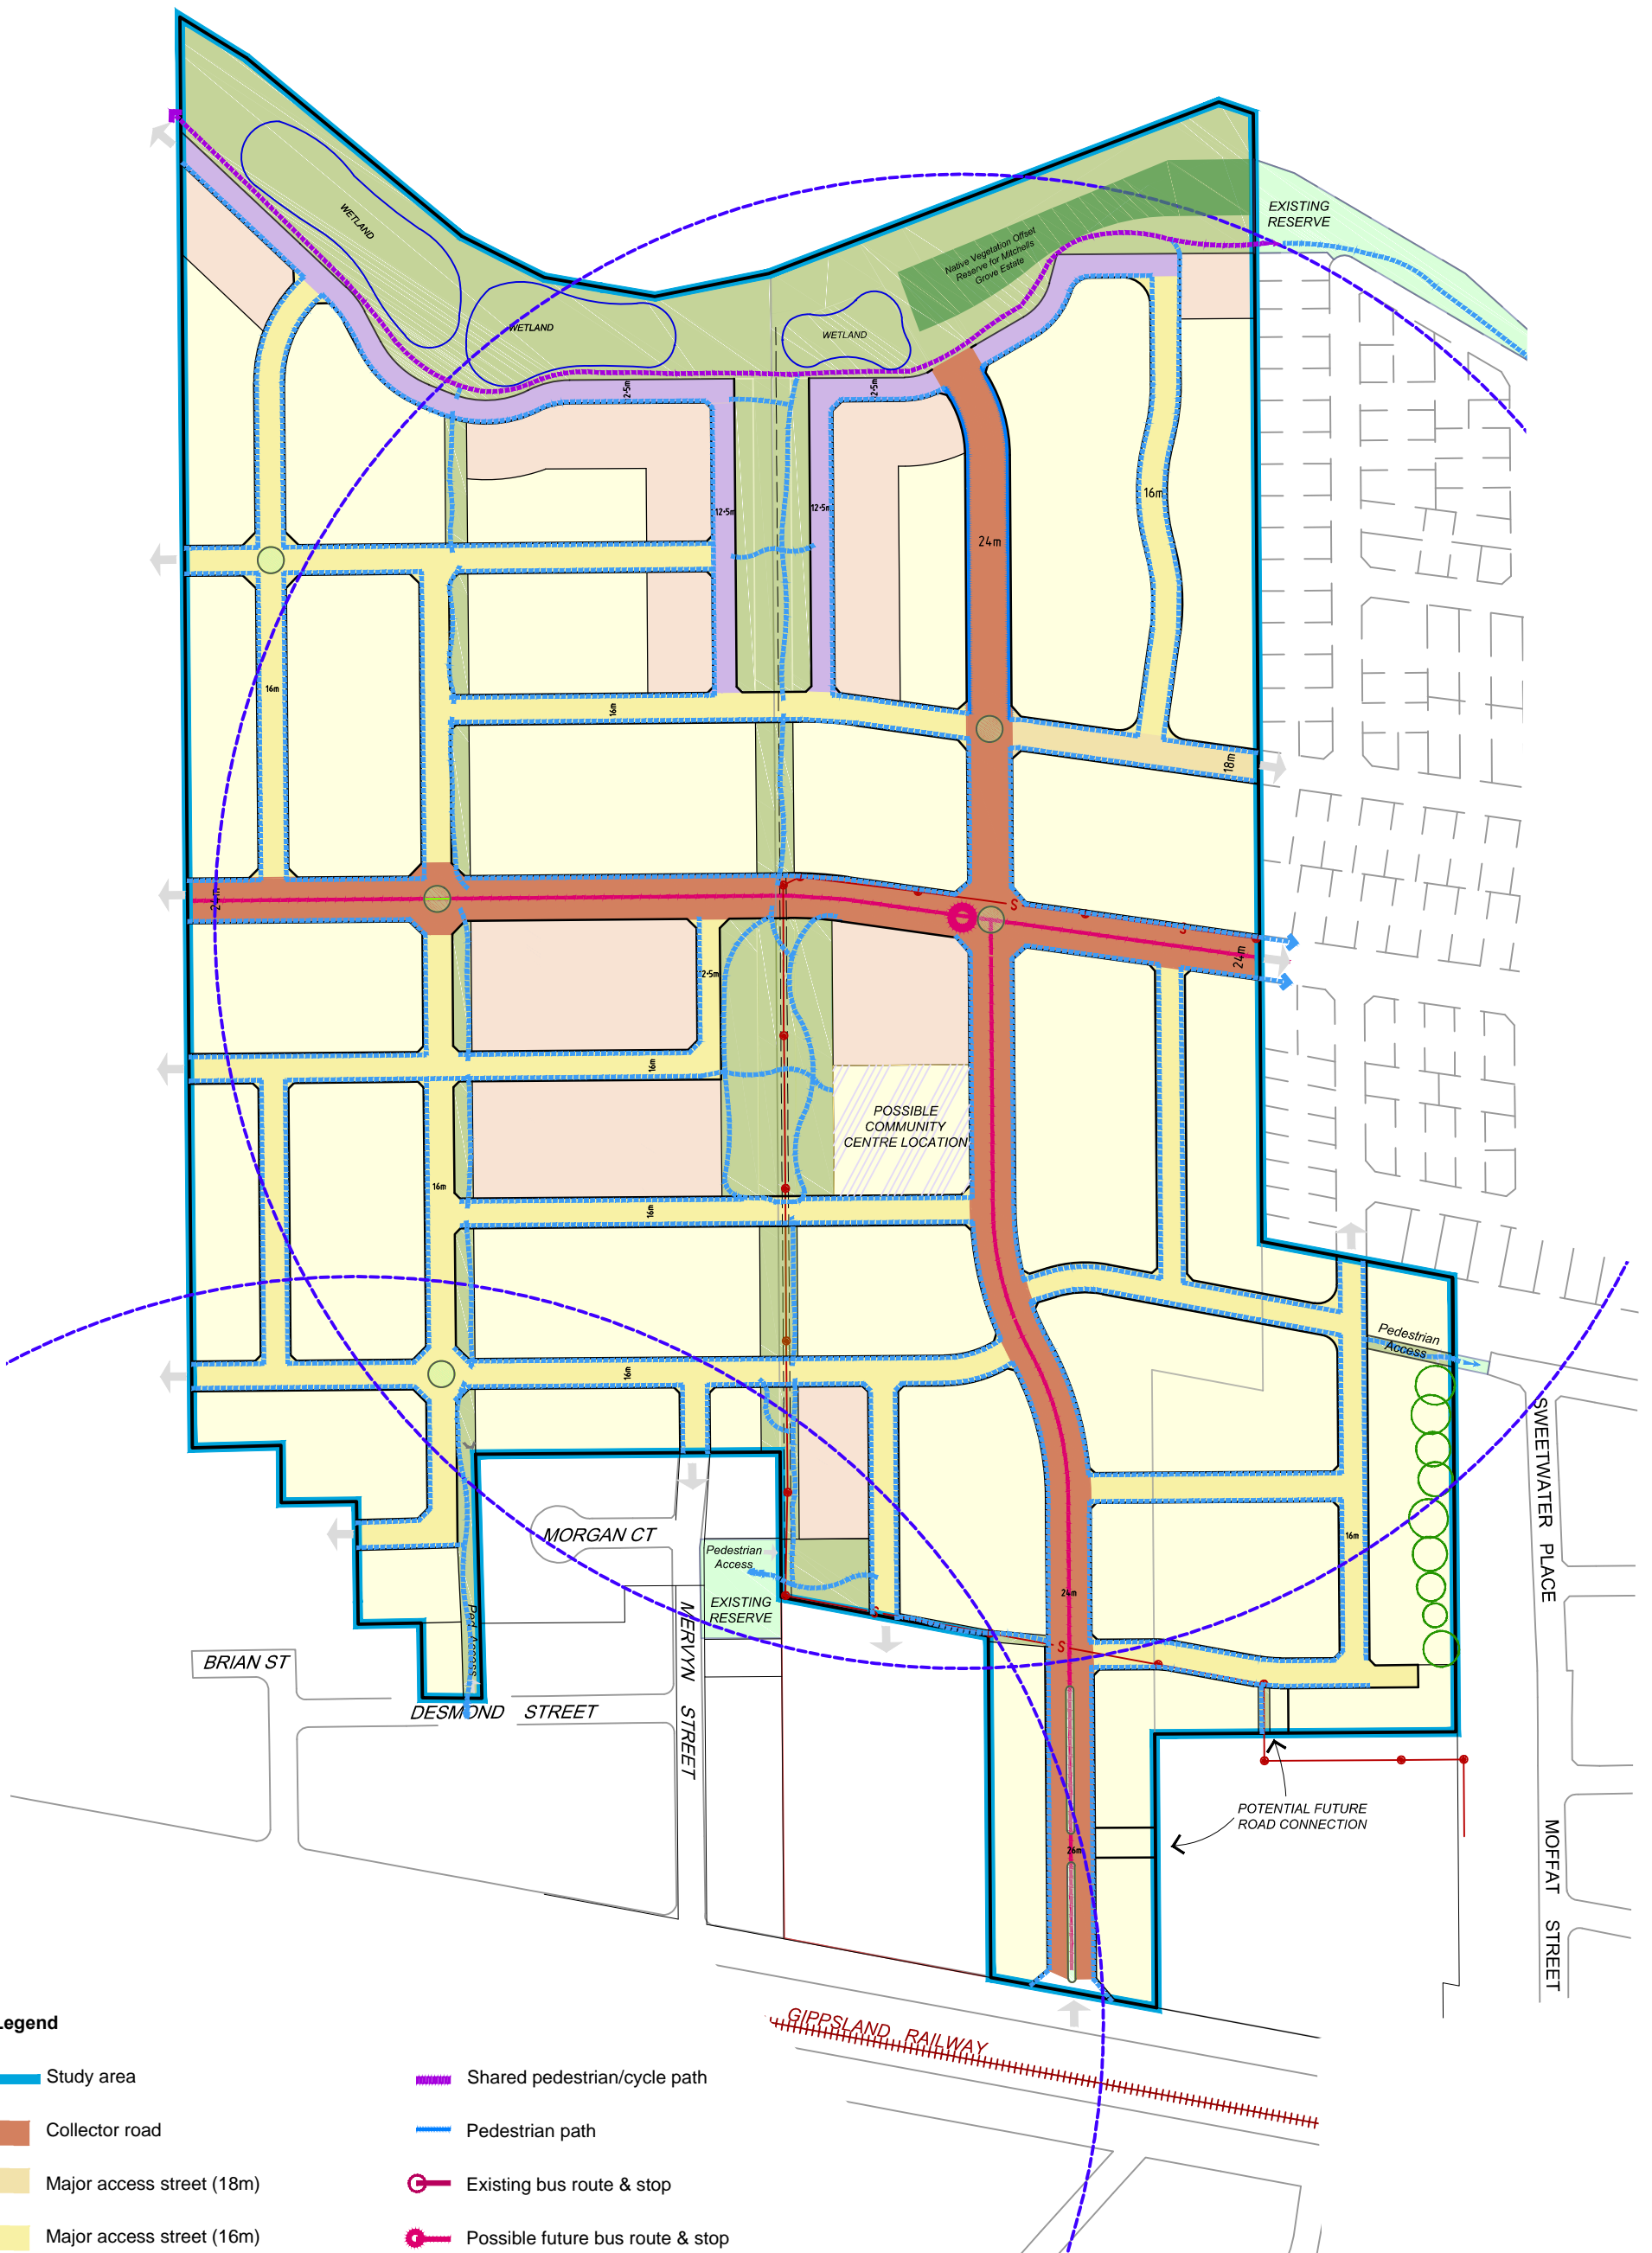 EXISTING
RESERVE
WETLAND
Native Vegetation Offset
Reserve for Mitchells
Grove Estate
WETLAND
WETLAND
2·5m
2·5m
16m
12·5m
12·5m
24m
16m
16m
18m
24m
S
S
24m
2·5m
16m
POSSIBLE
COMMUNITY
CENTRE LOCATION
16m
16m
Pedestrian
Access
16m
SWEETWATER PLACE
MORGAN CT
Pedestrian
Access
16m
EXISTING
RESERVE
24m
Ped Access
MERVYN STREET
S
BRIAN ST
DESMOND STREET
POTENTIAL FUTURE
ROAD CONNECTION
26m
MOFFAT STREET
GIPPSLAND RAILWAY
Legend
Study area
Shared pedestrian/cycle path
Collector road
Pedestrian path
Major access street (18m)
Existing bus route & stop
Major access street (16m)
Possible future bus route & stop